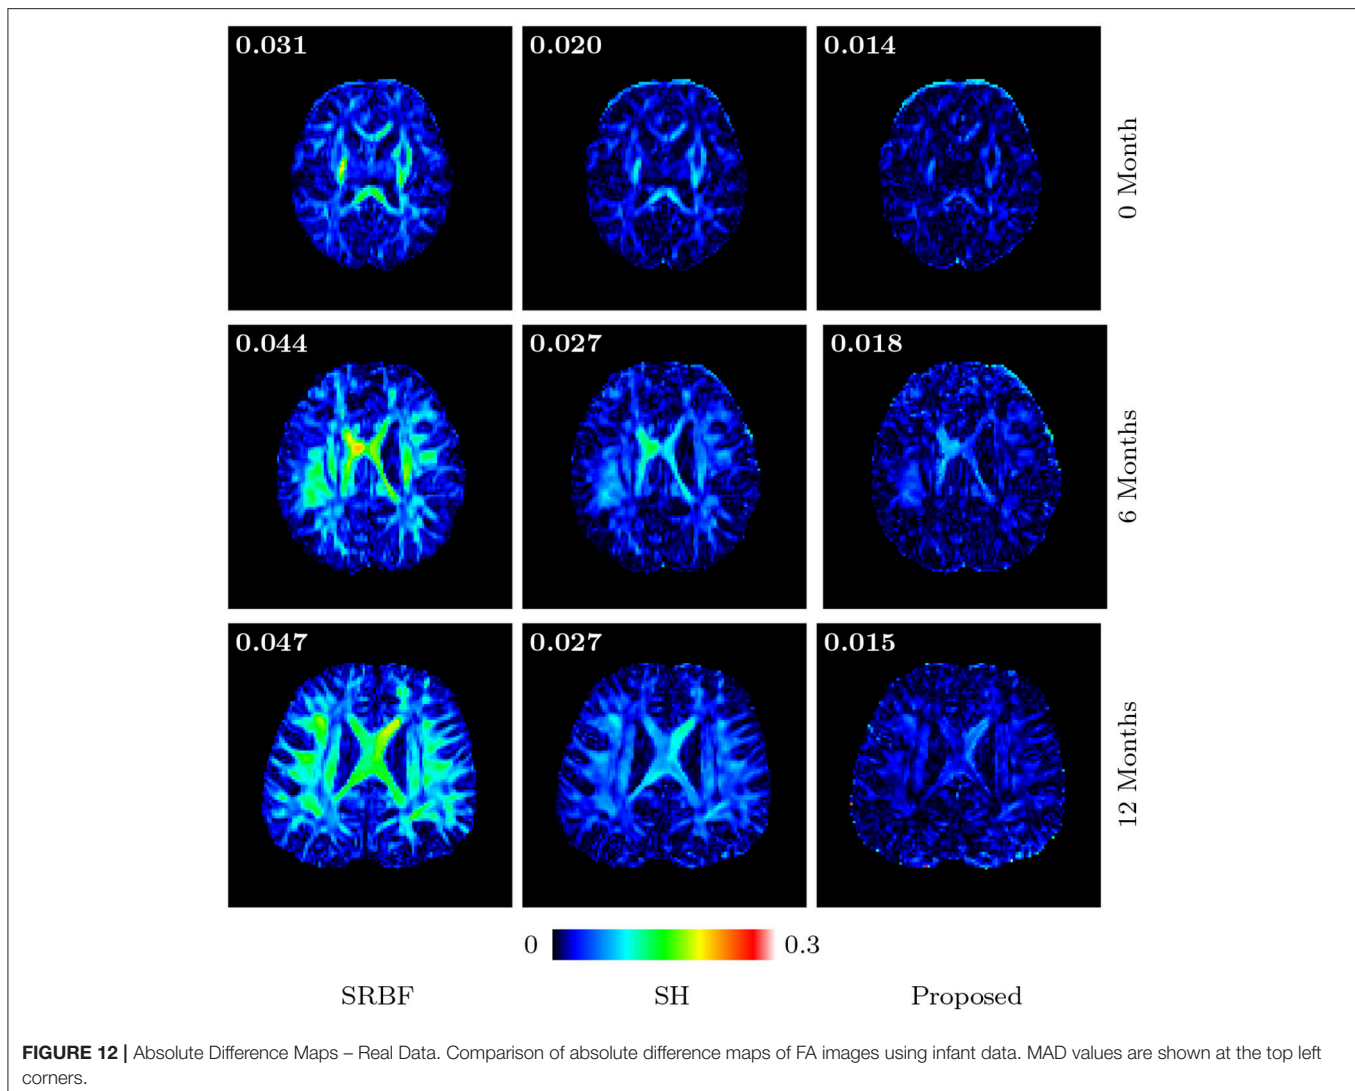 0.031
0.020
0.014
0 Month
0.044
0.027
0.018
6 Months
0.047
0.027
0.015
12 Months
0
0.3
SRBF
SH
Proposed
FIGURE 12 | Absolute Difference Maps – Real Data. Comparison of absolute difference maps of FA images using infant data. MAD values are shown at the top left
corners.